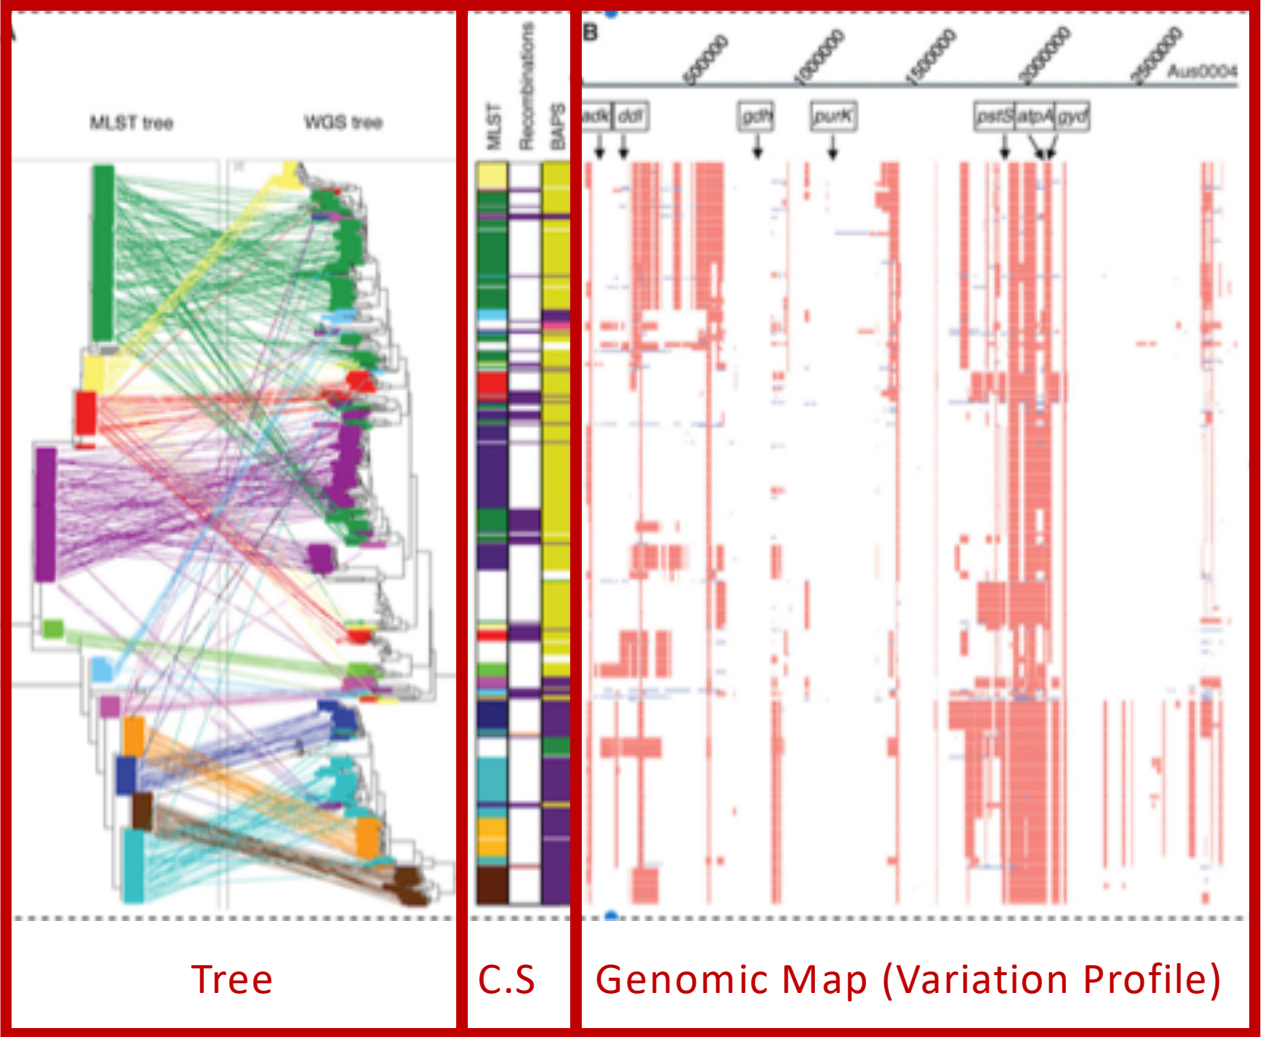 A
MLST tree
WGS tree
MLST
Recombinations
BAPS
B
500000
1000000
1500000
2000000
2500000
Aus0004
adk
ddl
gdh
purK
pstS
atpA
gyd
Tree
C.S
Genomic Map (Variation Profile)